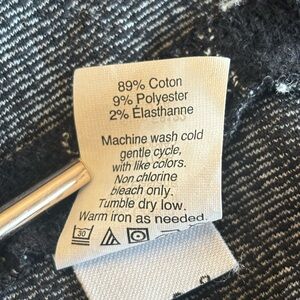 89% Coton
9% Polyester
2% Élasthanne
Machine wash cold
gentle cycle,
with like colors.
Non chlorine
bleach only.
Tumble dry low.
Warm iron as needed.
30